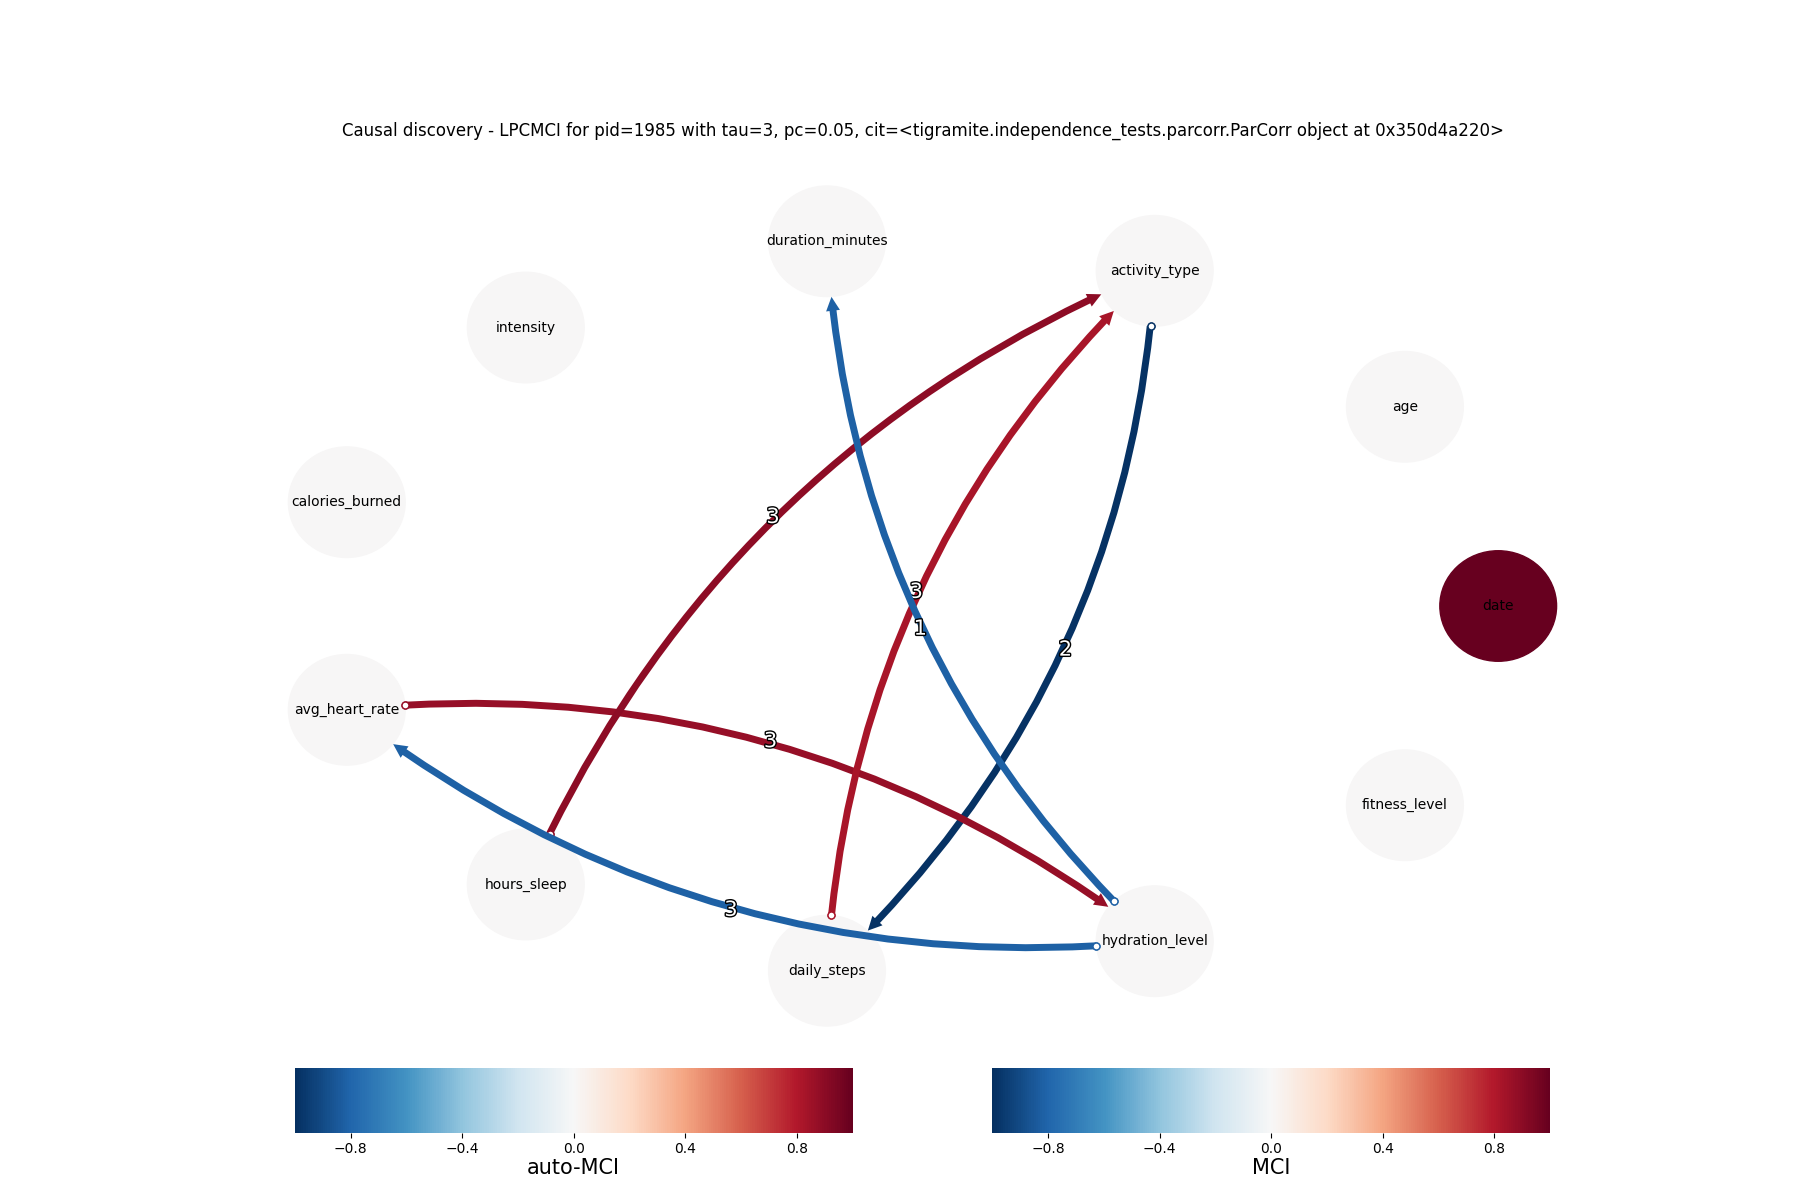 Causal discovery - LPCMCI for pid=1985 with tau=3, pc=0.05, cit=<tigramite.independence_tests.parcorr.ParCorr object at 0x350d4a220>
duration_minutes
activity_type
intensity
age
calories_burned
3
3
1
date
2
avg_heart_rate
3
fitness_level
hours_sleep
3
hydration_level
daily_steps
−0.8 −0.4 0.0 0.4 0.8
auto-MCI
−0.8 −0.4 0.0 0.4 0.8
MCI